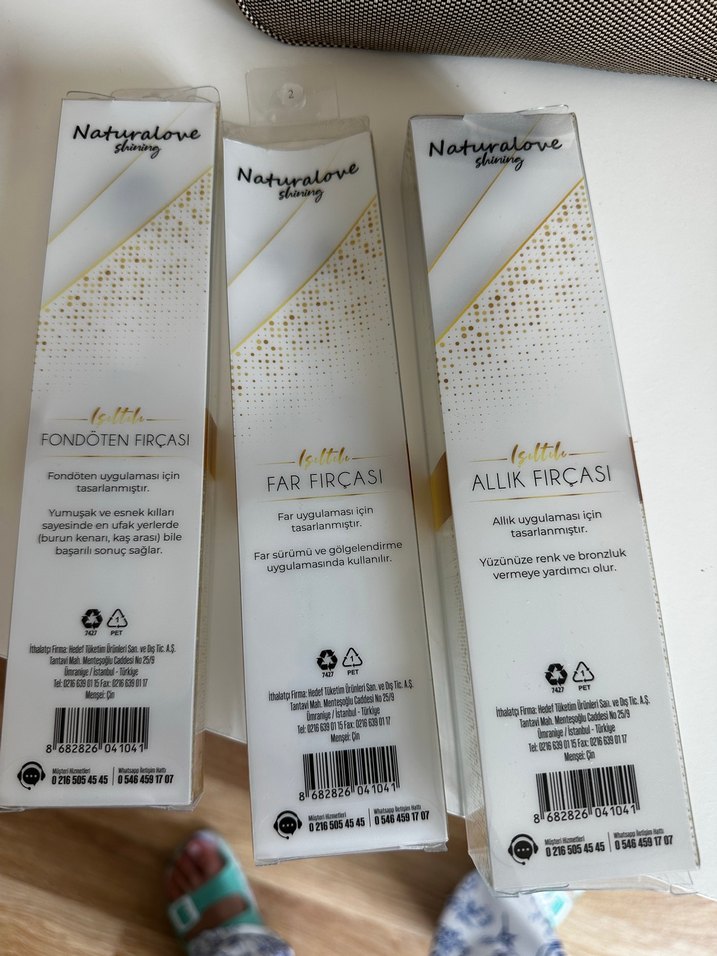 Naturalove
shining
Işıltılı
FONDÖTEN FIRÇASI
Fondöten uygulaması için
tasarlanmıştır.
Yumuşak ve esnek kılları
sayesinde en ufak yerlerde
(burun kenarı, kaş arası) bile
başarılı sonuç sağlar.
7427
1
PET
İthalatçı Firma: Hedef Tüketim Ürünleri San. ve Dış Tic. A.Ş.
Tantavi Mah. Menteşoğlu Caddesi No 25/9
Ümraniye / İstanbul - Türkiye
Tel: 0216 639 01 15 Fax: 0216 639 01 17
Menşei: Çin
8 682826 041041
Müşteri Hizmetleri
0 216 505 45 45
Whatsapp İletişim Hattı
0 546 459 17 07
2
Naturalove
shining
Işıltılı
FAR FIRÇASI
Far uygulaması için
tasarlanmıştır.
Far sürümü ve gölgelendirme
uygulamasında kullanılır.
7427
1
PET
İthalatçı Firma: Hedef Tüketim Ürünleri San. ve Dış Tic. A.Ş.
Tantavi Mah. Menteşoğlu Caddesi No 25/9
Ümraniye / İstanbul - Türkiye
Tel: 0216 639 01 15 Fax: 0216 639 01 17
Menşei: Çin
8 682826 041041
Müşteri Hizmetleri
0 216 505 45 45
Whatsapp İletişim Hattı
0 546 459 17 07
Naturalove
shining
Işıltılı
ALLIK FIRÇASI
Allık uygulaması için
tasarlanmıştır.
Yüzünüze renk ve bronzluk
vermeye yardımcı olur.
7427
1
PET
İthalatçı Firma: Hedef Tüketim Ürünleri San. ve Dış Tic. A.Ş.
Tantavi Mah. Menteşoğlu Caddesi No 25/9
Ümraniye / İstanbul - Türkiye
Tel: 0216 639 01 15 Fax: 0216 639 01 17
Menşei: Çin
8 682826 041041
Müşteri Hizmetleri
0 216 505 45 45
Whatsapp İletişim Hattı
0 546 459 17 07